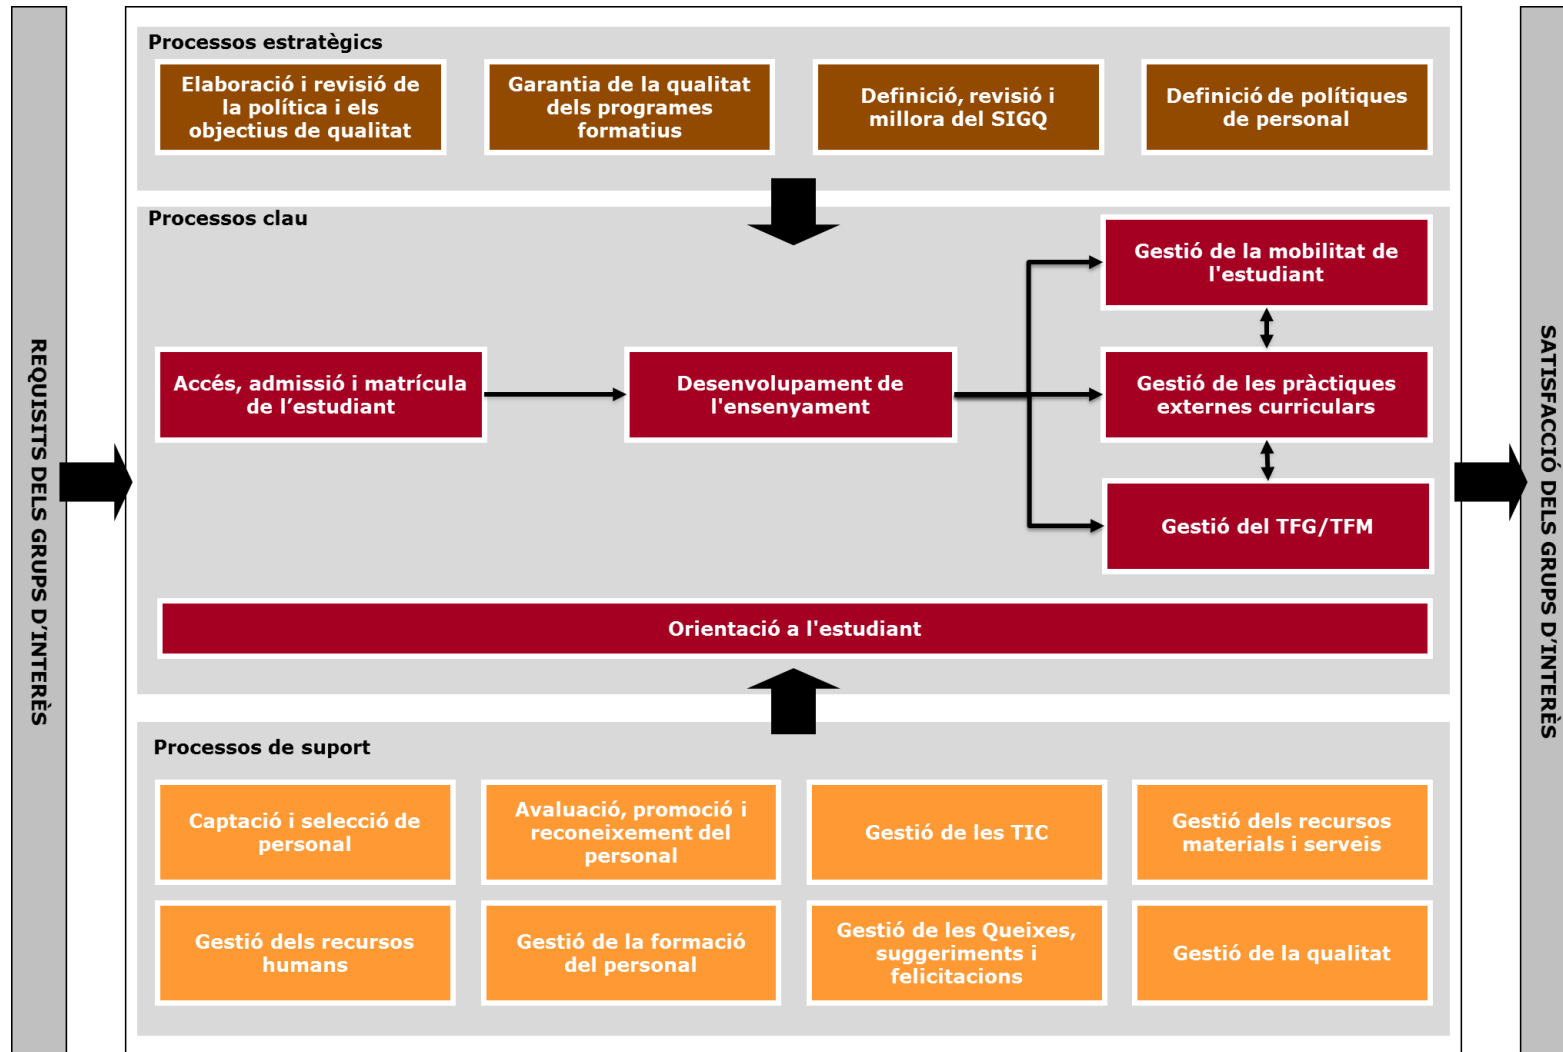 REQUISITS DELS GRUPS D’INTERÈS
Processos estratègics
Elaboració i revisió de
la política i els
objectius de qualitat
Garantia de la qualitat
dels programes
formatius
Definició, revisió i
millora del SIGQ
Definició de polítiques
de personal
Processos clau
Accés, admissió i matrícula
de l’estudiant
Desenvolupament de
l'ensenyament
Gestió de la mobilitat de
l'estudiant
Gestió de les pràctiques
externes curriculars
Gestió del TFG/TFM
Orientació a l'estudiant
Processos de suport
Captació i selecció de
personal
Avaluació, promoció i
reconeixement del
personal
Gestió de les TIC
Gestió dels recursos
materials i serveis
Gestió dels recursos
humans
Gestió de la formació
del personal
Gestió de les Queixes,
suggeriments i
felicitacions
Gestió de la qualitat
SATISFACCIÓ DELS GRUPS D’INTERÈS